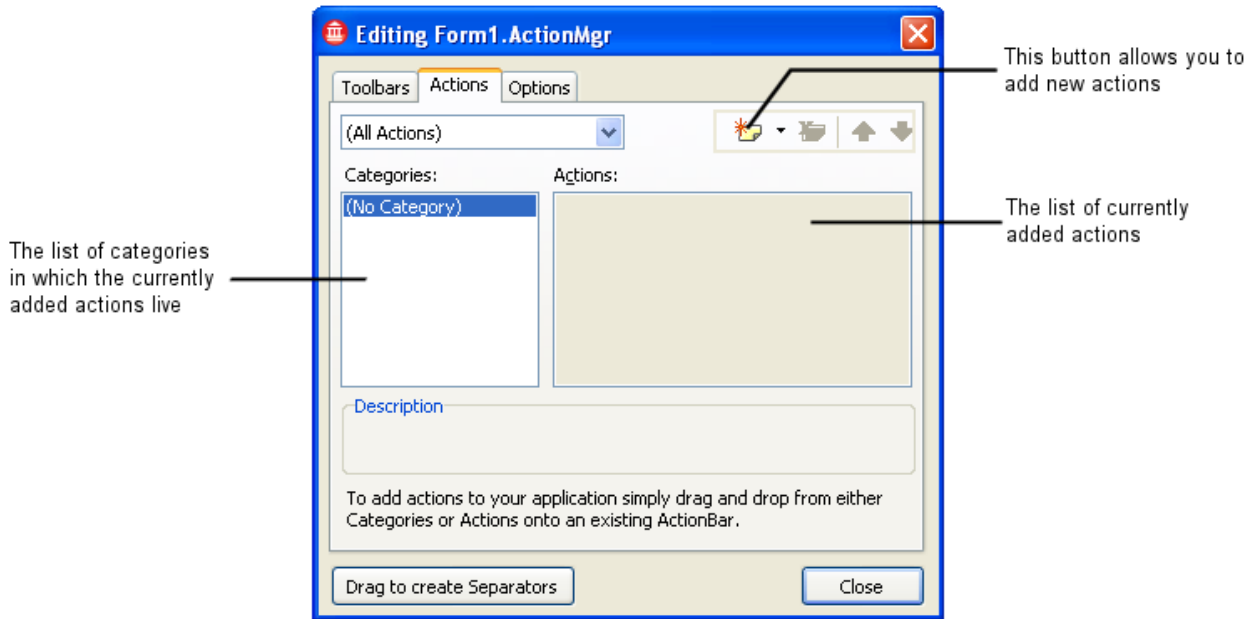 Editing Form1.ActionMgr
This button allows you to
add new actions
Toolbars Actions Options
(All Actions)
Categories: Actions:
(No Category)
The list of currently
added actions
The list of categories
in which the currently
added actions live
Description
To add actions to your application simply drag and drop from either
Categories or Actions onto an existing ActionBar.
Drag to create Separators Close